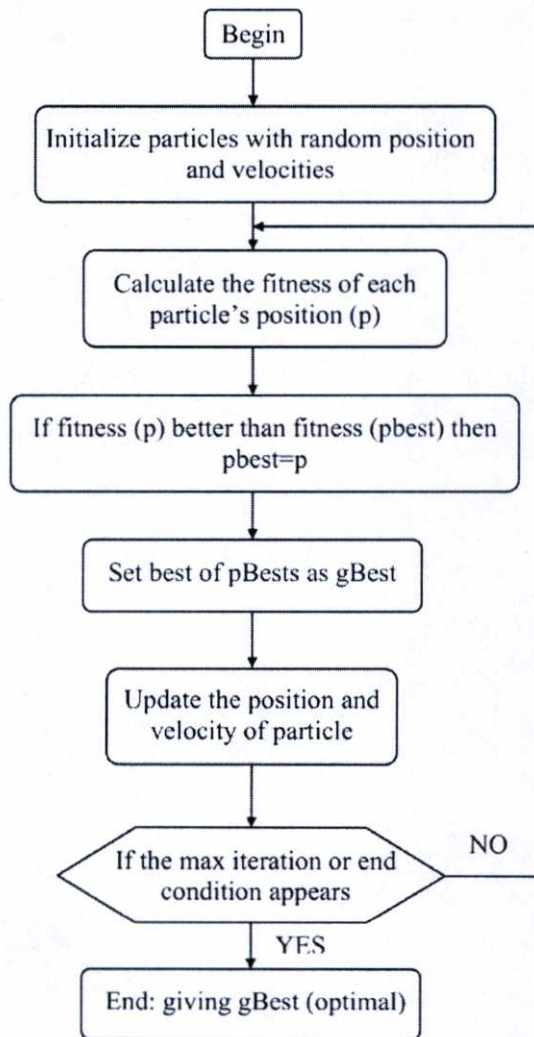 Begin
Initialize particles with random position
and velocities
Calculate the fitness of each
particle's position (p)
If fitness (p) better than fitness (pbest) then
pbest=p
Set best of pBests as gBest
Update the position and
velocity of particle
If the max iteration or end
condition appears
NO
YES
End: giving gBest (optimal)